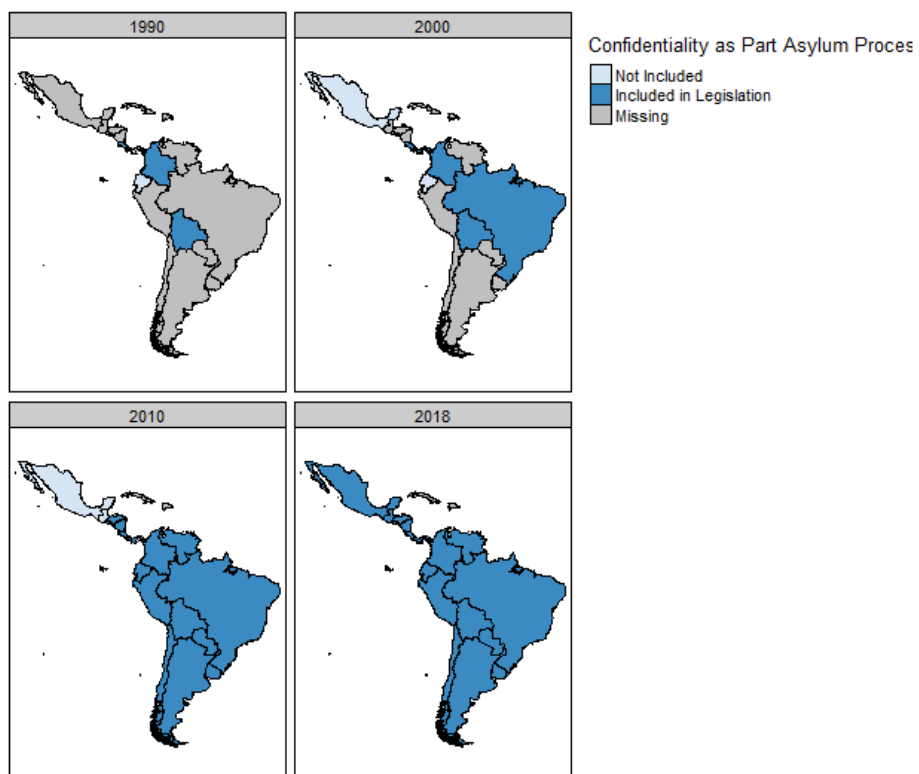 1990
2000
Confidentiality as Part Asylum Proces
Not Included
Included in Legislation
Missing
2010
2018